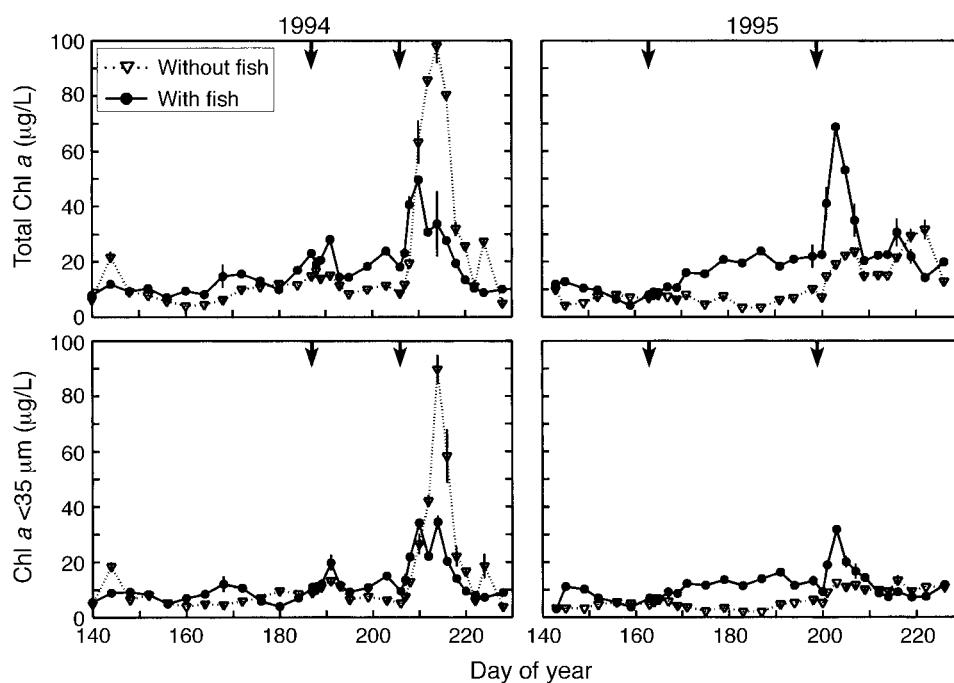 1994
1995
Total Chl a (µg/L)
100
80
60
40
20
0
Without fish
With fish
Chl a <35 µm (µg/L)
100
80
60
40
20
0
140 160 180 200 220
140 160 180 200 220
Day of year